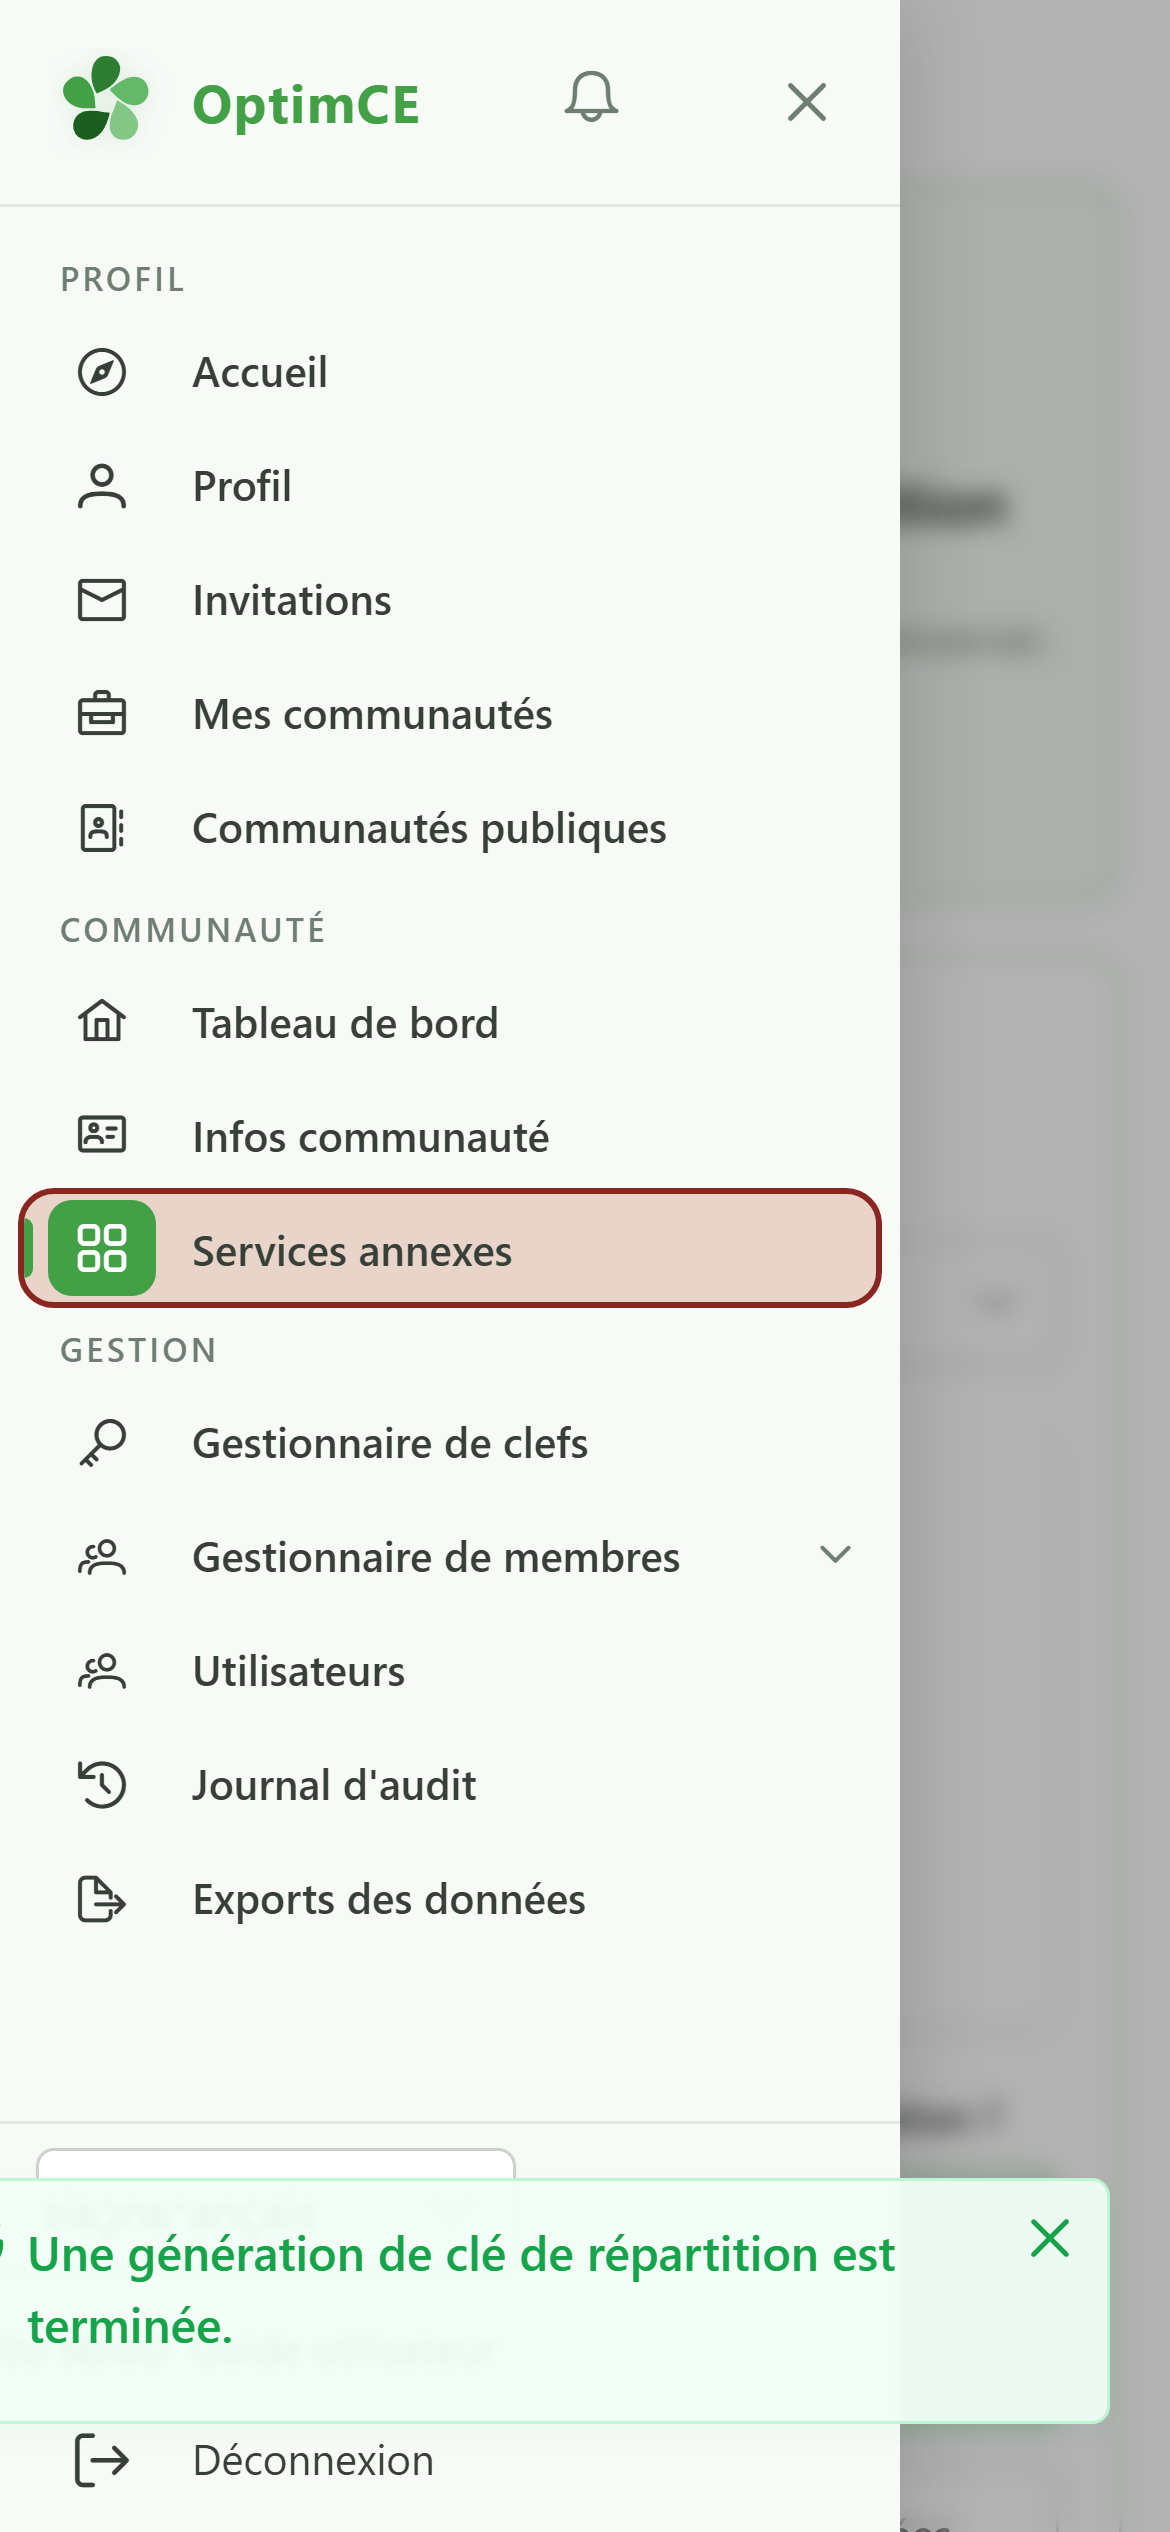 OptimCE
PROFIL
Accueil
Profil
Invitations
Mes communautés
Communautés publiques
COMMUNAUTÉ
Tableau de bord
Infos communauté
Services annexes
GESTION
Gestionnaire de clefs
Gestionnaire de membres
Utilisateurs
Journal d'audit
Exports des données
Une génération de clé de répartition est
terminée.
Déconnexion